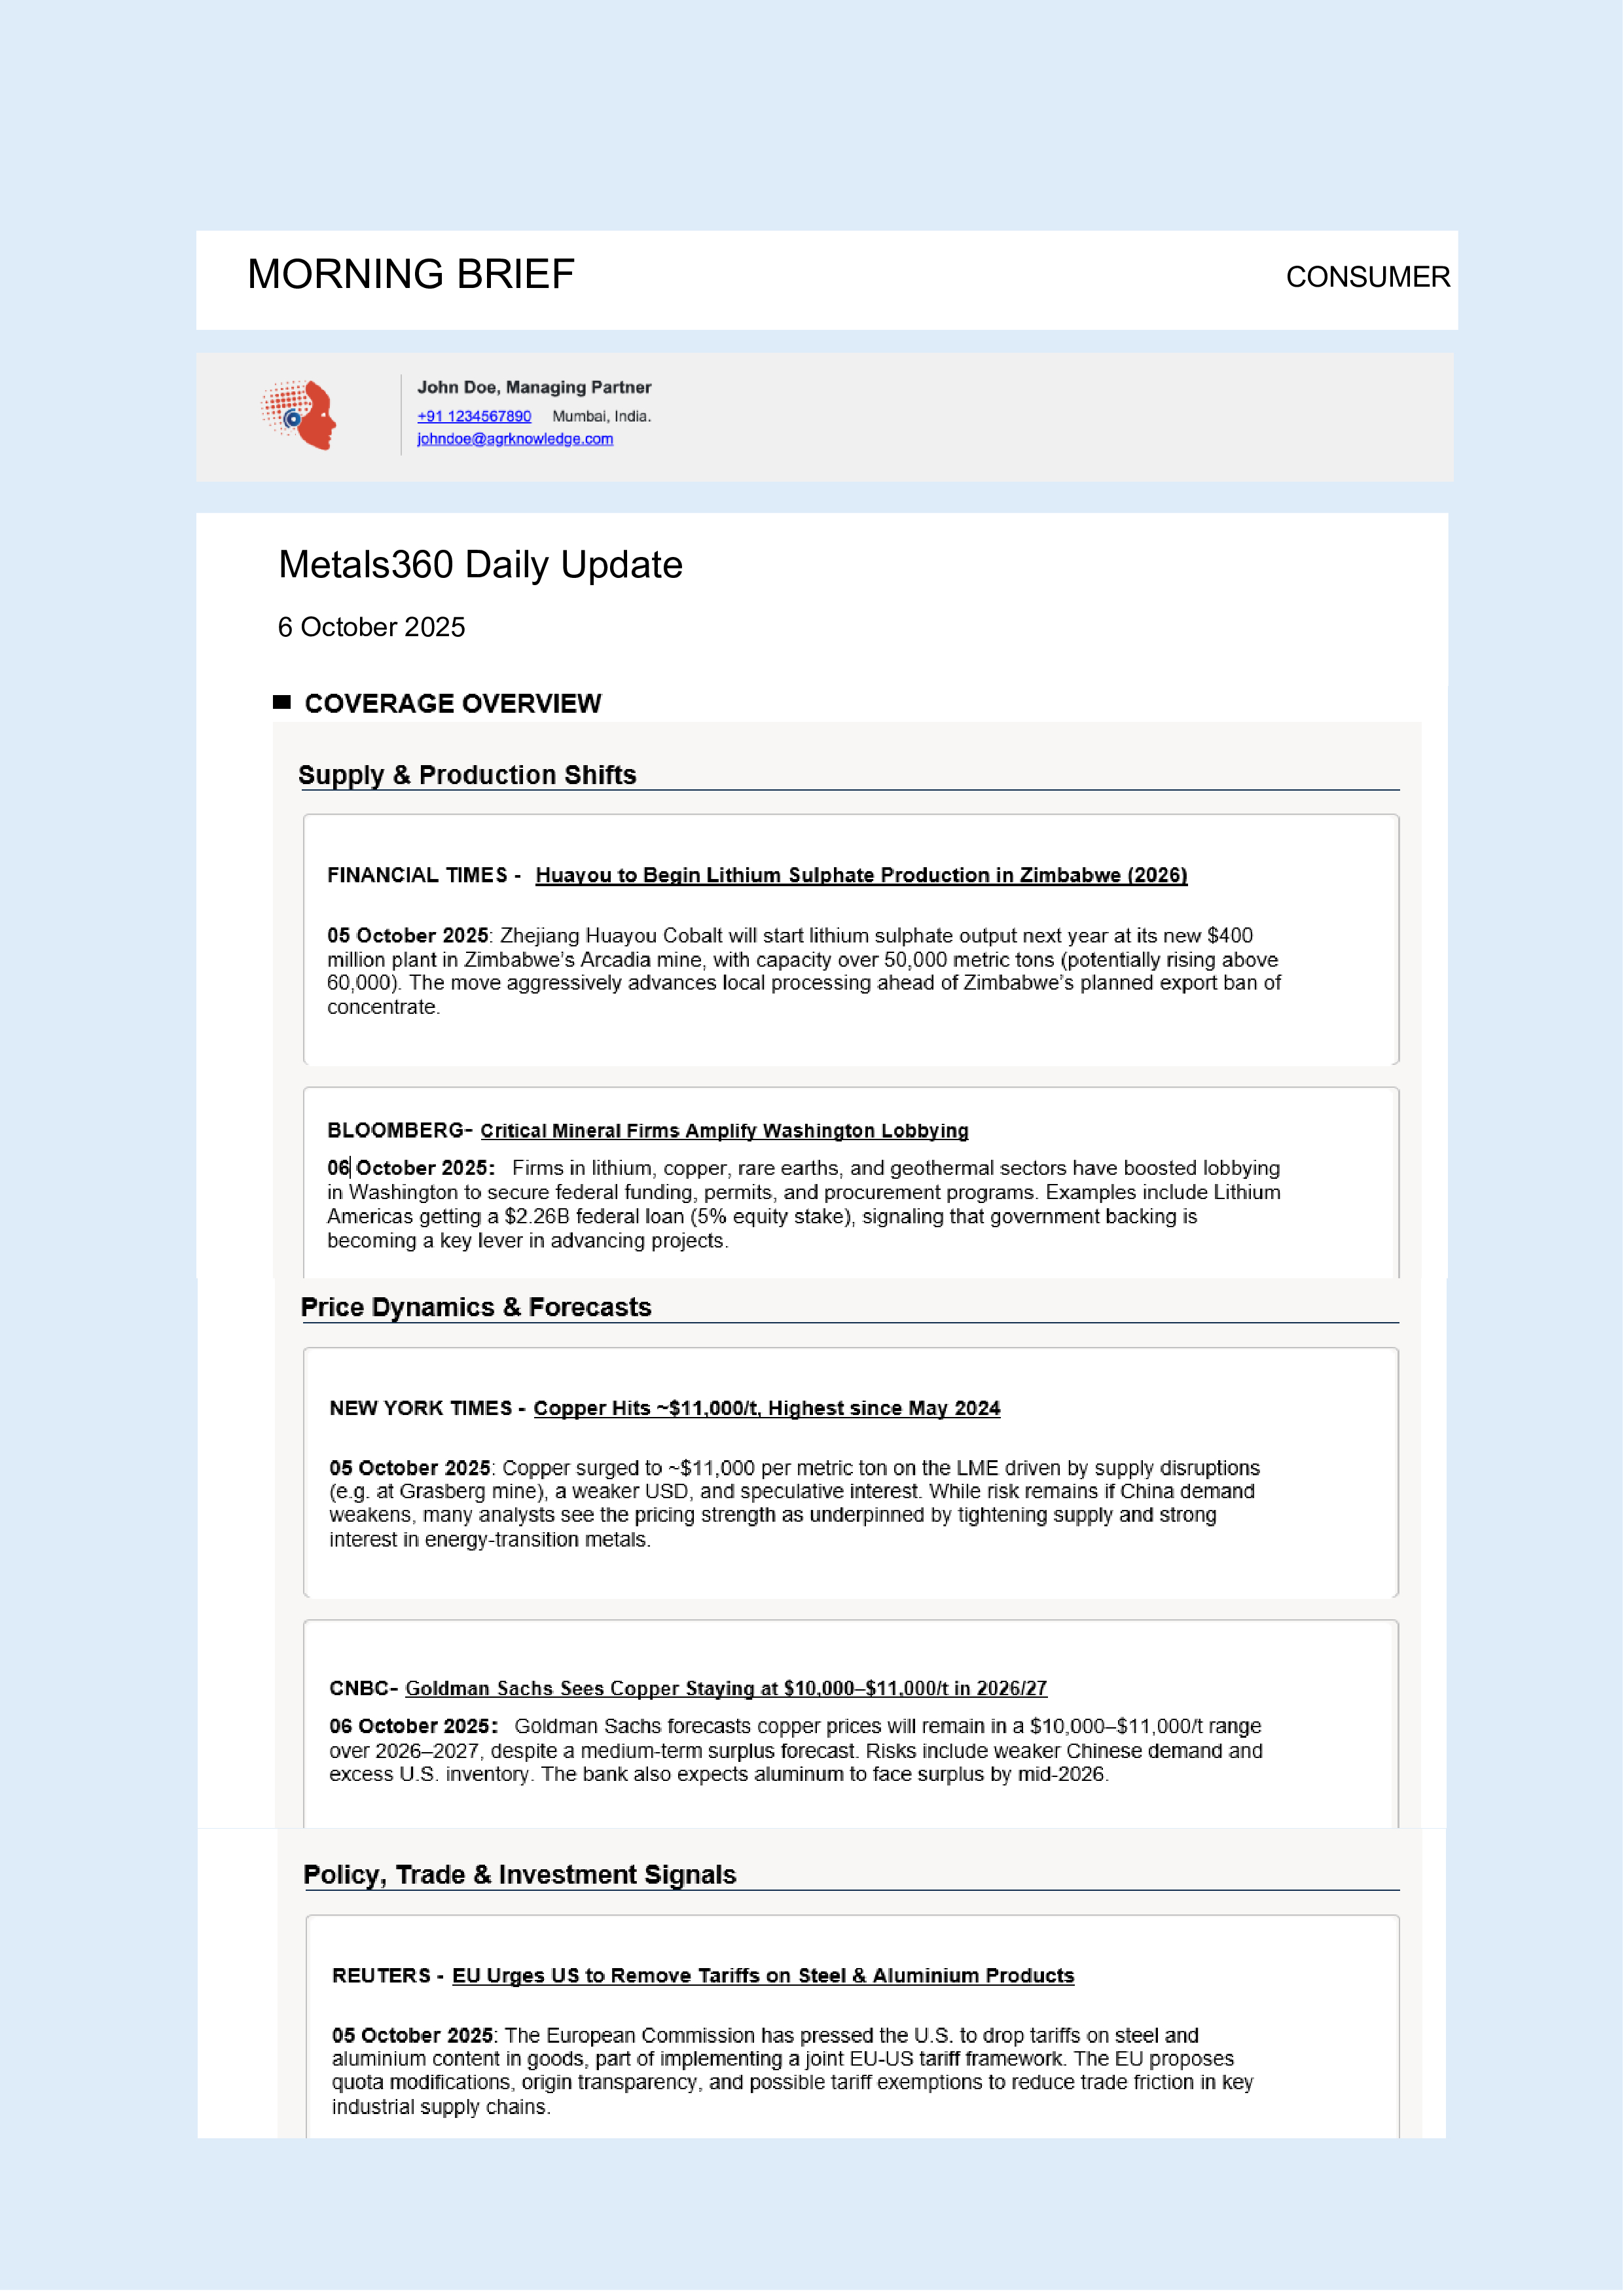 MORNING BRIEF
CONSUMER
John Doe, Managing Partner
+91 1234567890 Mumbai, India.
johndoe@agrknowledge.com
Metals360 Daily Update
6 October 2025
COVERAGE OVERVIEW
Supply & Production Shifts
FINANCIAL TIMES - Huayou to Begin Lithium Sulphate Production in Zimbabwe (2026)
05 October 2025: Zhejiang Huayou Cobalt will start lithium sulphate output next year at its new $400
million plant in Zimbabwe’s Arcadia mine, with capacity over 50,000 metric tons (potentially rising above
60,000). The move aggressively advances local processing ahead of Zimbabwe’s planned export ban of
concentrate.
BLOOMBERG- Critical Mineral Firms Amplify Washington Lobbying
06 October 2025: Firms in lithium, copper, rare earths, and geothermal sectors have boosted lobbying
in Washington to secure federal funding, permits, and procurement programs. Examples include Lithium
Americas getting a $2.26B federal loan (5% equity stake), signaling that government backing is
becoming a key lever in advancing projects.
Price Dynamics & Forecasts
NEW YORK TIMES - Copper Hits ~$11,000/t, Highest since May 2024
05 October 2025: Copper surged to ~$11,000 per metric ton on the LME driven by supply disruptions
(e.g. at Grasberg mine), a weaker USD, and speculative interest. While risk remains if China demand
weakens, many analysts see the pricing strength as underpinned by tightening supply and strong
interest in energy-transition metals.
CNBC- Goldman Sachs Sees Copper Staying at $10,000–$11,000/t in 2026/27
06 October 2025: Goldman Sachs forecasts copper prices will remain in a $10,000–$11,000/t range
over 2026–2027, despite a medium-term surplus forecast. Risks include weaker Chinese demand and
excess U.S. inventory. The bank also expects aluminum to face surplus by mid-2026.
Policy, Trade & Investment Signals
REUTERS - EU Urges US to Remove Tariffs on Steel & Aluminium Products
05 October 2025: The European Commission has pressed the U.S. to drop tariffs on steel and
aluminium content in goods, part of implementing a joint EU-US tariff framework. The EU proposes
quota modifications, origin transparency, and possible tariff exemptions to reduce trade friction in key
industrial supply chains.